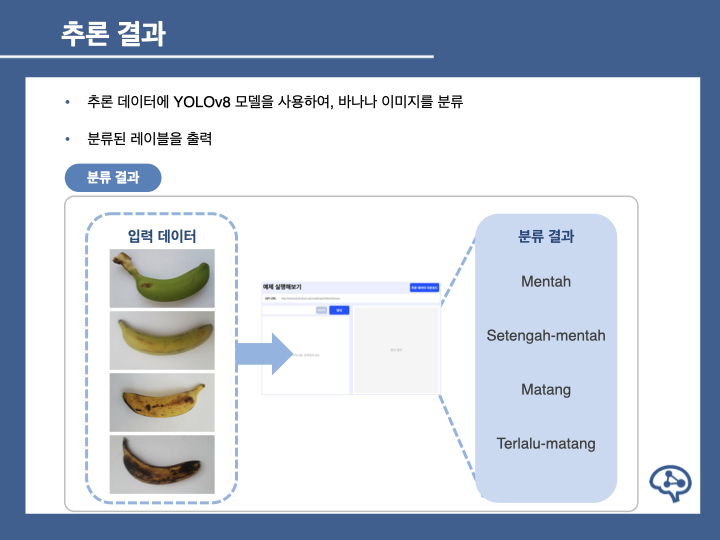 추론 결과
• 추론 데이터에 YOLOv8 모델을 사용하여, 바나나 이미지를 분류
• 분류된 레이블을 출력
분류 결과
입력 데이터
분류 결과
예제 실행해보기
API URL
Mentah
Setengah-mentah
Matang
Terlalu-matang